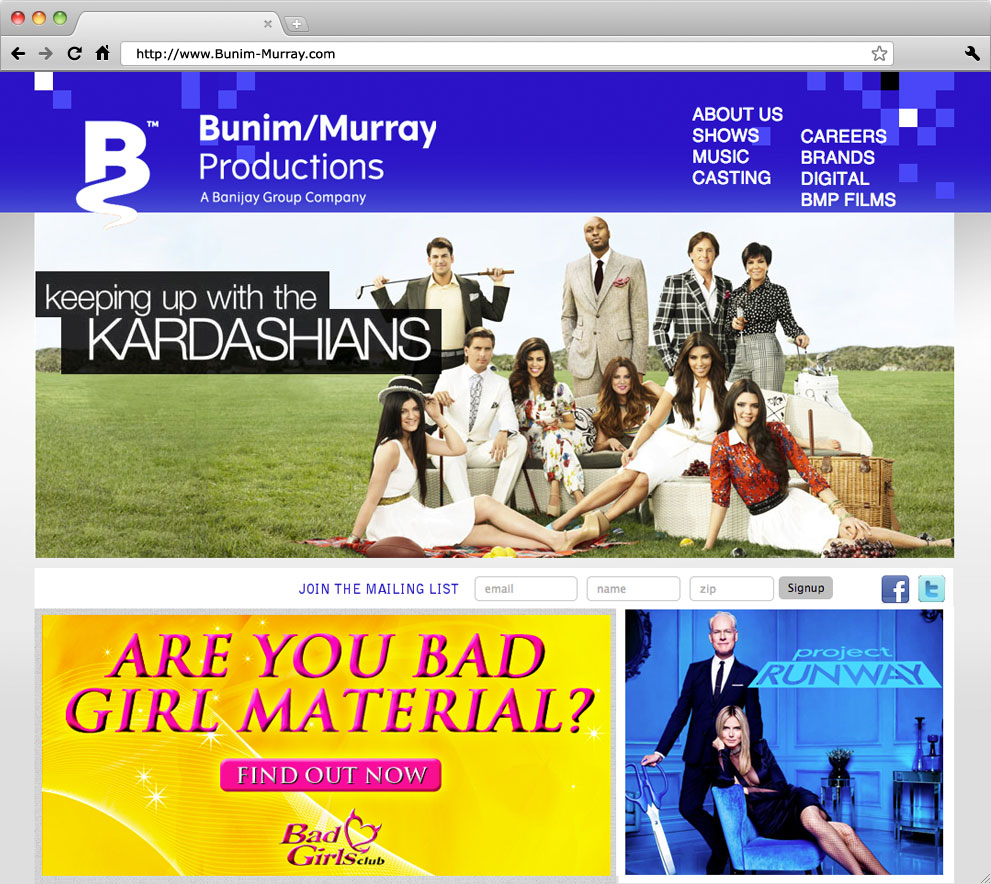 http://www.Bunim-Murray.com
B™
Bunim/Murray
Productions
A Banijay Group Company
ABOUT US
SHOWS
MUSIC
CASTING
CAREERS
BRANDS
DIGITAL
BMP FILMS
keeping up with the
KARDASHIANS
JOIN THE MAILING LIST email name zip Signup f t
ARE YOU BAD
GIRL MATERIAL?
FIND OUT NOW
Bad
Girls club
project
RUNWAY